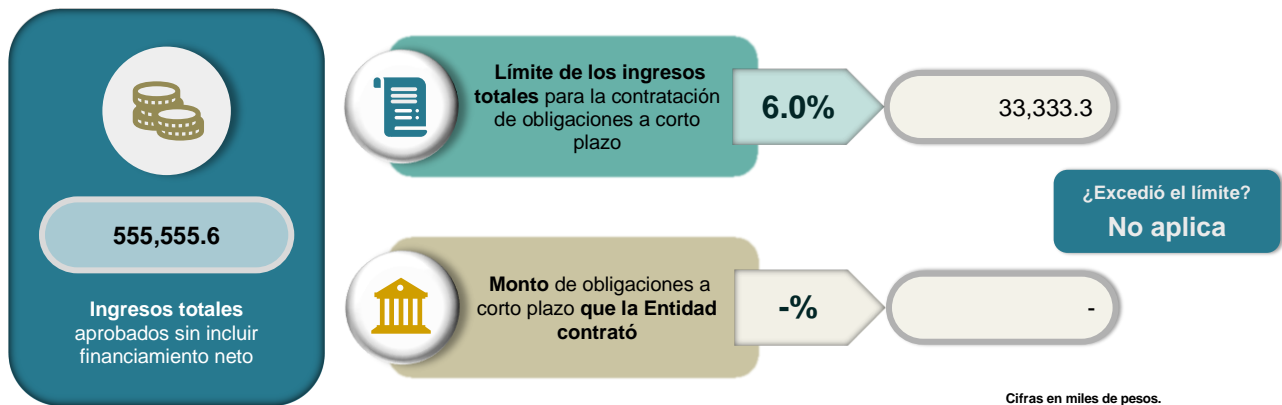 555,555.6
Ingresos totales
aprobados sin incluir
financiamiento neto
Límite de los ingresos
totales para la contratación
de obligaciones a corto
plazo
6.0%
33,333.3
Monto de obligaciones a
corto plazo que la Entidad
contrató
-%
-
¿Excedió el límite?
No aplica
Cifras en miles de pesos.